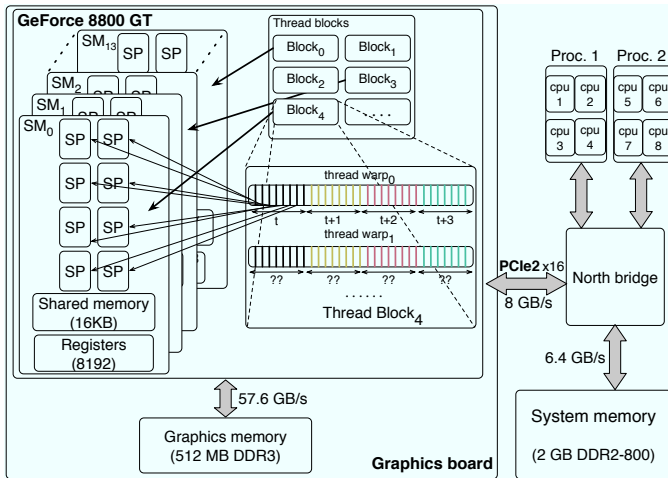 GeForce 8800 GT
SM13
SP SP
SM2
SP SP
SM1
SP SP
SM0
SP SP
SP SP
SP SP
SP SP
Shared memory
(16KB)
Registers
(8192)
Thread blocks
Block0 Block1
Block2 Block3
Block4 . . . .
thread warp0
t t+1 t+2 t+3
thread warp1
?? ?? ?? ??
......
Thread Block4
57.6 GB/s
Graphics memory
(512 MB DDR3)
Graphics board
PCIe2 x16
8 GB/s
Proc. 1 Proc. 2
cpu 1 cpu 2 cpu 5 cpu 6
cpu 3 cpu 4 cpu 7 cpu 8
North bridge
6.4 GB/s
System memory
(2 GB DDR2-800)